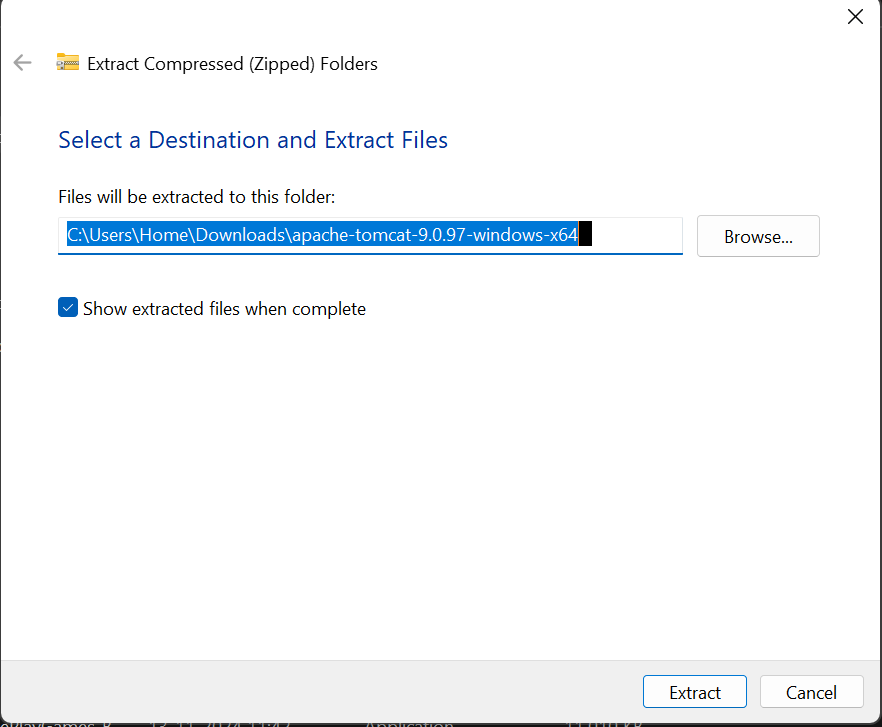 Extract Compressed (Zipped) Folders
Select a Destination and Extract Files
Files will be extracted to this folder:
C:\Users\Home\Downloads\apache-tomcat-9.0.97-windows-x64
Browse...
Show extracted files when complete
Extract
Cancel
Application